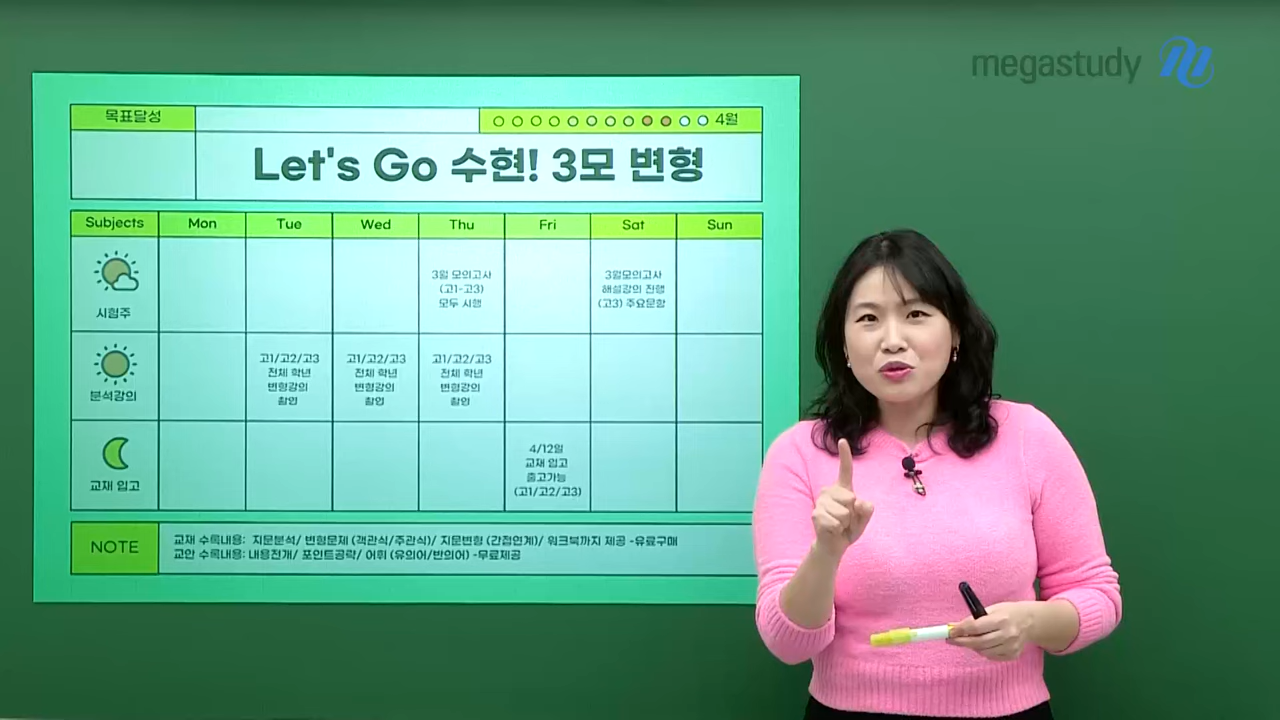 megastudy
목표달성
4월
Let's Go 수현! 3모 변형
Subjects Mon Tue Wed Thu Fri Sat Sun
시험주
3월 모의고사
(고1-고3)
모두 시행
3월모의고사
해설강의 진행
(고3) 주요문항
분석강의
고1/고2/고3
전체 학년
변형강의
촬영
고1/고2/고3
전체 학년
변형강의
촬영
고1/고2/고3
전체 학년
변형강의
촬영
교재 입고
4/12일
교재 입고
출고가능
(고1/고2/고3)
NOTE
교재 수록내용: 지문분석/ 변형문제 (객관식/주관식)/ 지문변형 (간접연계)/ 워크북까지 제공 -유료구매
교안 수록내용: 내용전개/ 포인트공략/ 어휘 (유의어/반의어) -무료제공